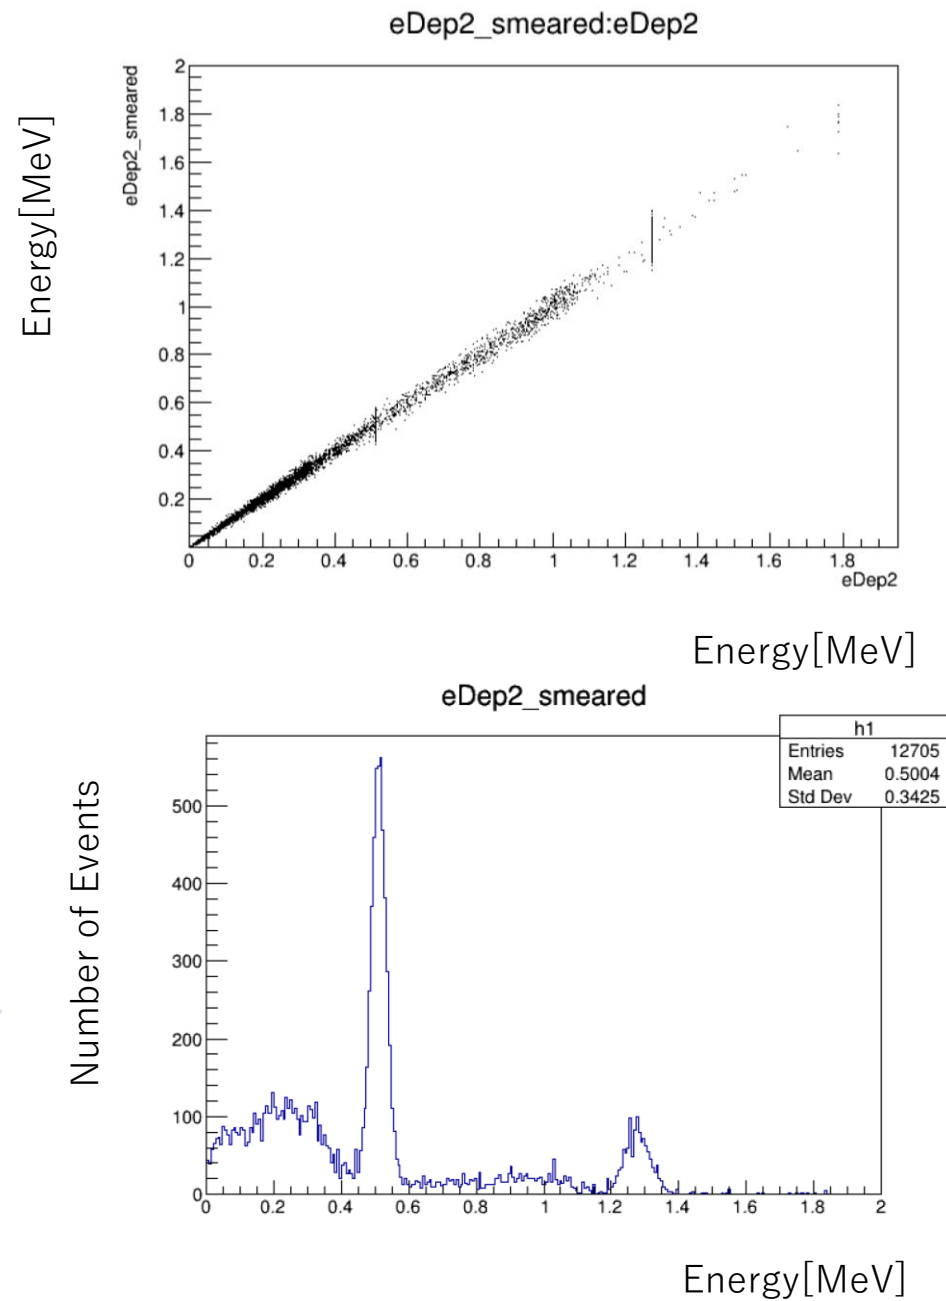 eDep2_smeared:eDep2
eDep2_smeared
Energy[MeV]
2
1.8
1.6
1.4
1.2
1
0.8
0.6
0.4
0.2
0 0.2 0.4 0.6 0.8 1 1.2 1.4 1.6 1.8
eDep2
Energy[MeV]
eDep2_smeared
h1
Entries 12705
Mean 0.5004
Std Dev 0.3425
Number of Events
500
400
300
200
100
0
0 0.2 0.4 0.6 0.8 1 1.2 1.4 1.6 1.8 2
Energy[MeV]